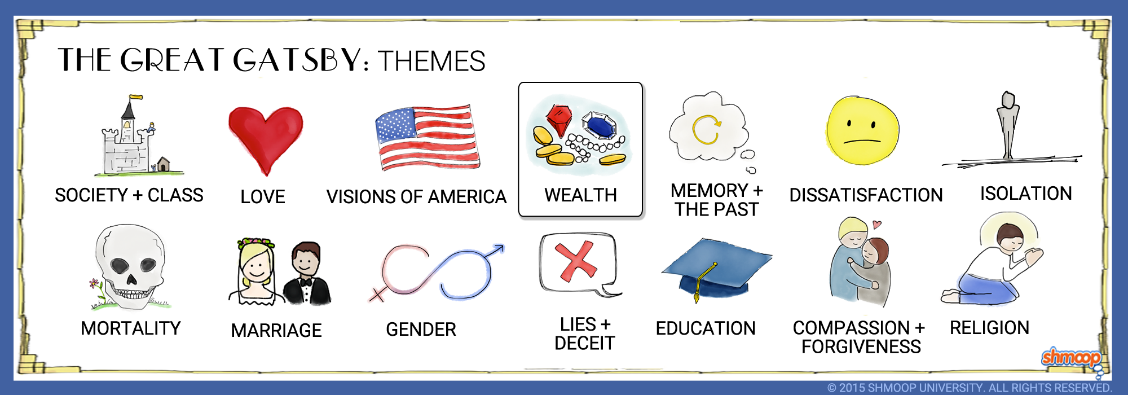 THE GREAT GATSBY: THEMES
SOCIETY + CLASS
LOVE
VISIONS OF AMERICA
WEALTH
MEMORY +
THE PAST
DISSATISFACTION
ISOLATION
MORTALITY
MARRIAGE
GENDER
LIES +
DECEIT
EDUCATION
COMPASSION +
FORGIVENESS
RELIGION
shmoop
© 2015 SHMOOP UNIVERSITY. ALL RIGHTS RESERVED.